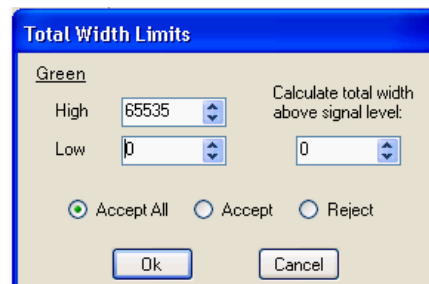 Total Width Limits
Green
Calculate total width
above signal level:
High 65535
Low 0 0
Accept All Accept Reject
Ok Cancel